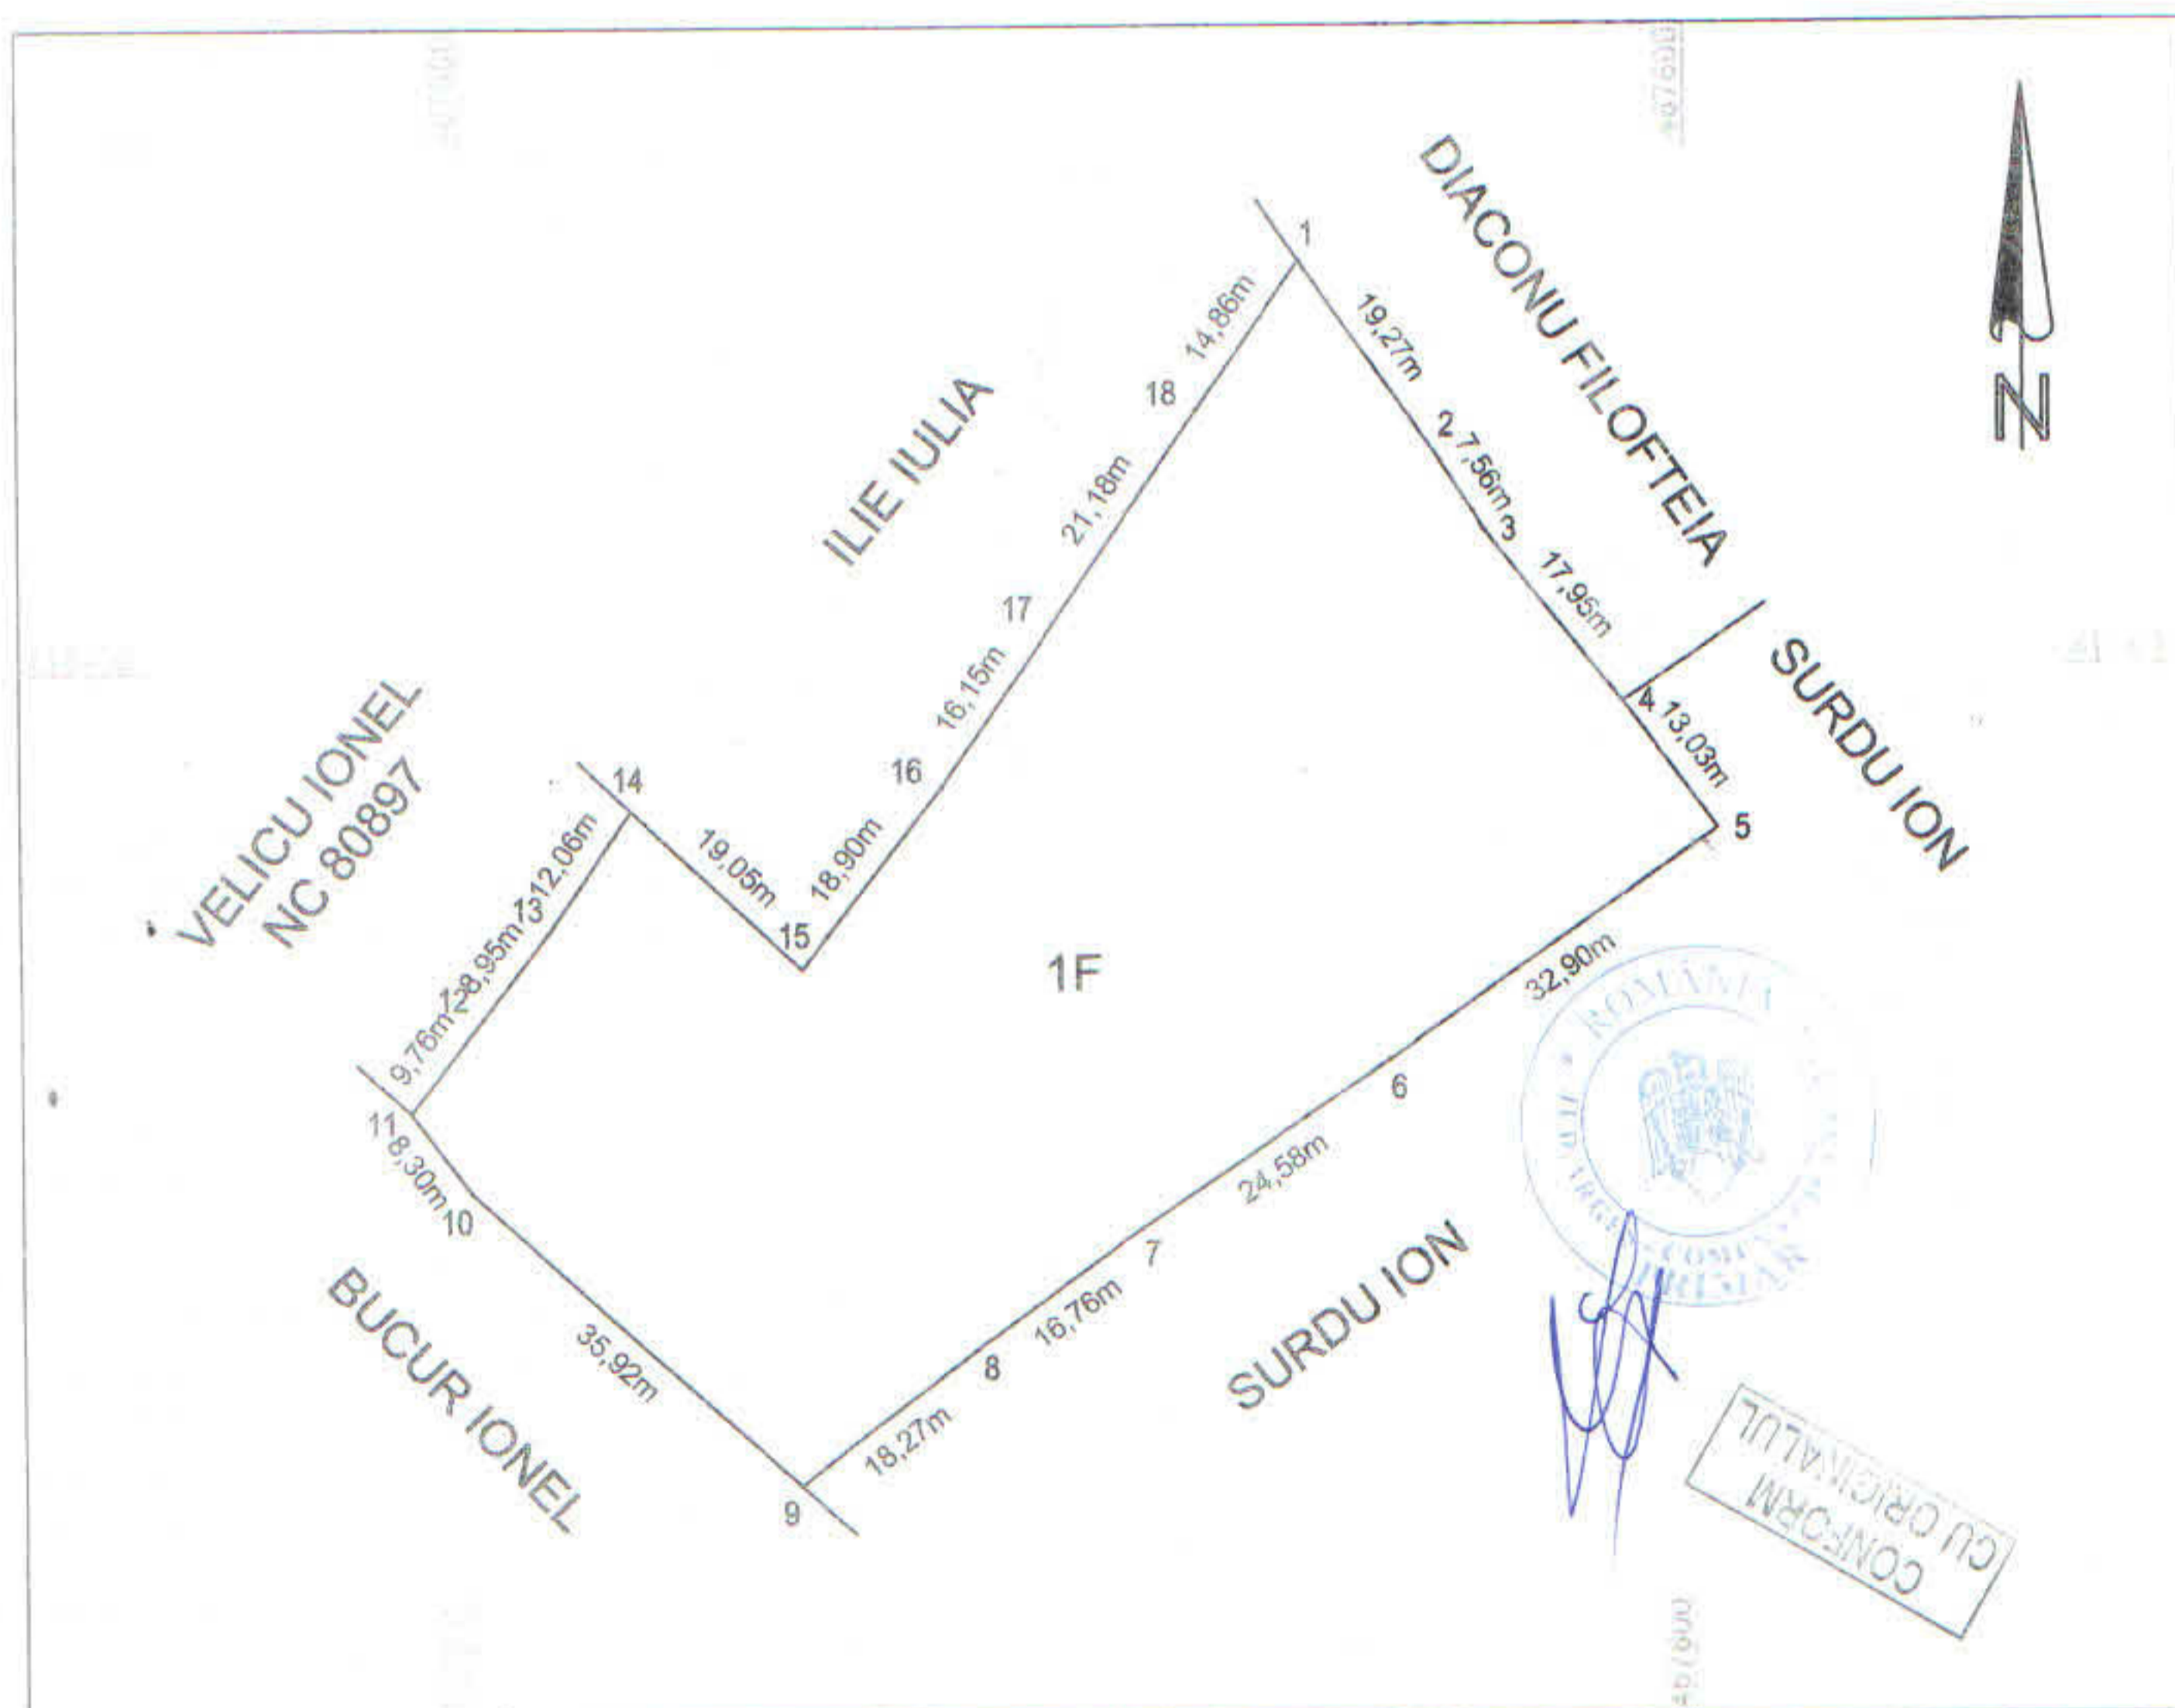 1
DIACONU FILOFTEIA
14,86m
19,27m
18
ILIE IULIA
2
7,56m
21,18m
3
17,95m
N
17
16,15m
4
13,03m
SURDU ION
VELICU IONEL
NC 80897
14
16
5
19,05m
18,90m
12,06m
13
8,95m
12
9,76m
15
1F
32,90m
ROMÂNIA
6
11
8,30m
10
24,58m
7
COMUNA
PRIMAR
BUCUR IONEL
35,92m
16,76m
8
SURDU ION
18,27m
9
CONFORM
CU ORIGINALUL
467600